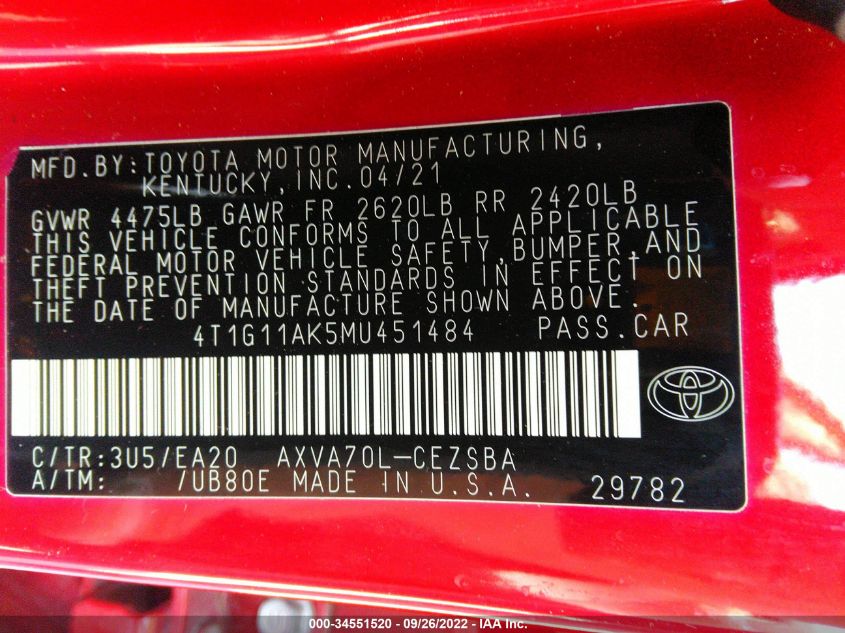 MFD.BY:TOYOTA MOTOR MANUFACTURING,
KENTUCKY,INC.04/21
GVWR 4475LB GAWR FR 2620LB RR 2420LB
THIS VEHICLE CONFORMS TO ALL APPLICABLE
FEDERAL MOTOR VEHICLE SAFETY,BUMPER,AND
THEFT PREVENTION STANDARDS IN EFFECT ON
THE DATE OF MANUFACTURE SHOWN ABOVE.
4T1G11AK5MU451484 PASS.CAR
C/TR:3U5/EA20 AXVA70L-CEZSBA
A/TM: /UB80E MADE IN U.S.A. 29782
000-34551520 - 09/26/2022 - IAA Inc.